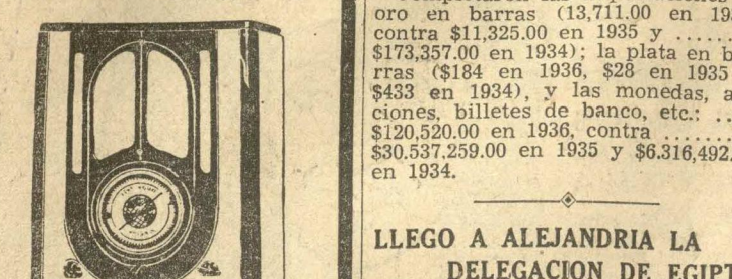 oro en barras (13,711.00 en
contra $11,325.00 en 1935 y .......
$173,357.00 en 1934); la plata en
rras ($184 en 1936, $28 en 1935
$433 en 1934), y las monedas,
ciones, billetes de banco, etc.: ..
$120,520.00 en 1936, contra .......
$30.537,259.00 en 1935 y $6.316,492.
en 1934.
LLEGO A ALEJANDRIA LA
DELEGACION DE